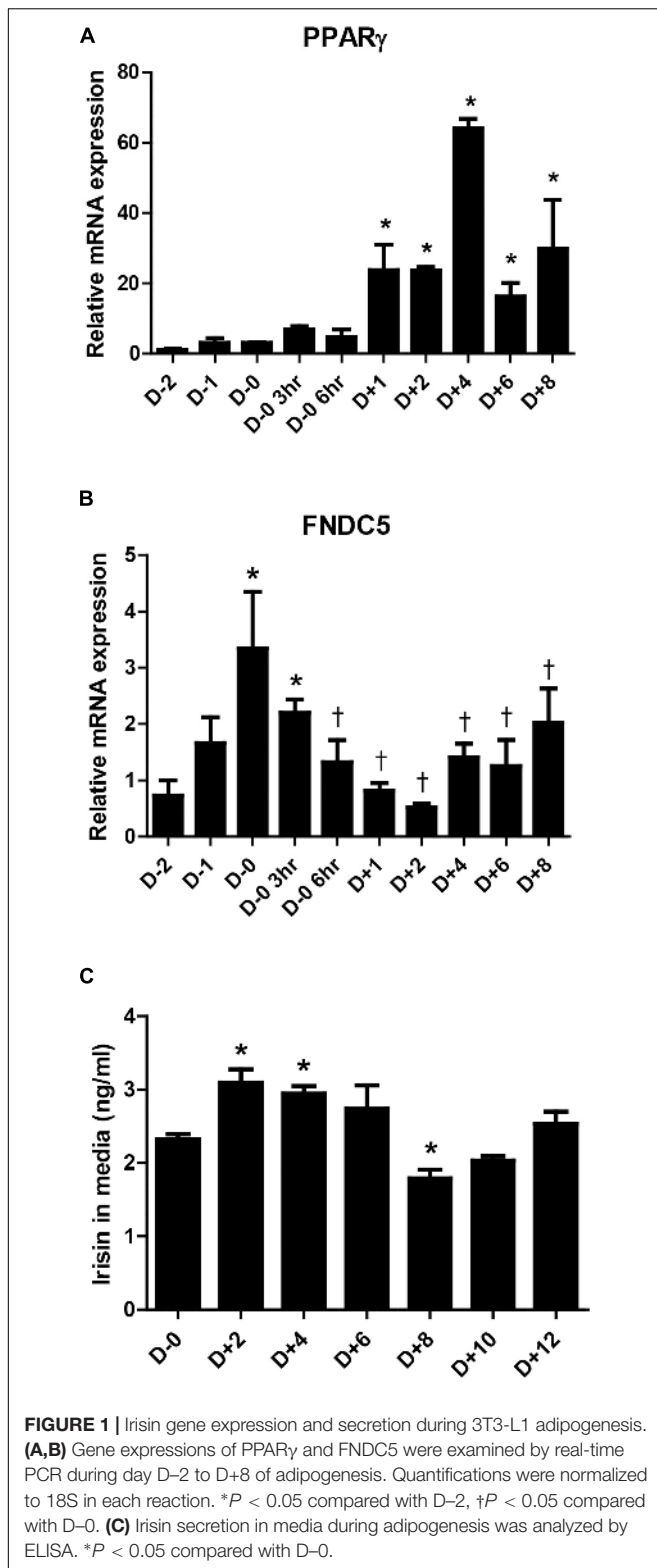 A
PPARγ
Relative mRNA expression
80
60
40
20
0
* * * * *
D-2 D-1 D-0 D-0 3hr D-0 6hr D+1 D+2 D+4 D+6 D+8
B
FNDC5
Relative mRNA expression
5
4
3
2
1
0
* * † † † † † †
D-2 D-1 D-0 D-0 3hr D-0 6hr D+1 D+2 D+4 D+6 D+8
C
Irisin in media (ng/ml)
4
3
2
1
0
* * *
D-0 D+2 D+4 D+6 D+8 D+10 D+12
FIGURE 1 | Irisin gene expression and secretion during 3T3-L1 adipogenesis.
(A,B) Gene expressions of PPARγ and FNDC5 were examined by real-time
PCR during day D–2 to D+8 of adipogenesis. Quantifications were normalized
to 18S in each reaction. *P < 0.05 compared with D–2, †P < 0.05 compared
with D–0. (C) Irisin secretion in media during adipogenesis was analyzed by
ELISA. *P < 0.05 compared with D–0.